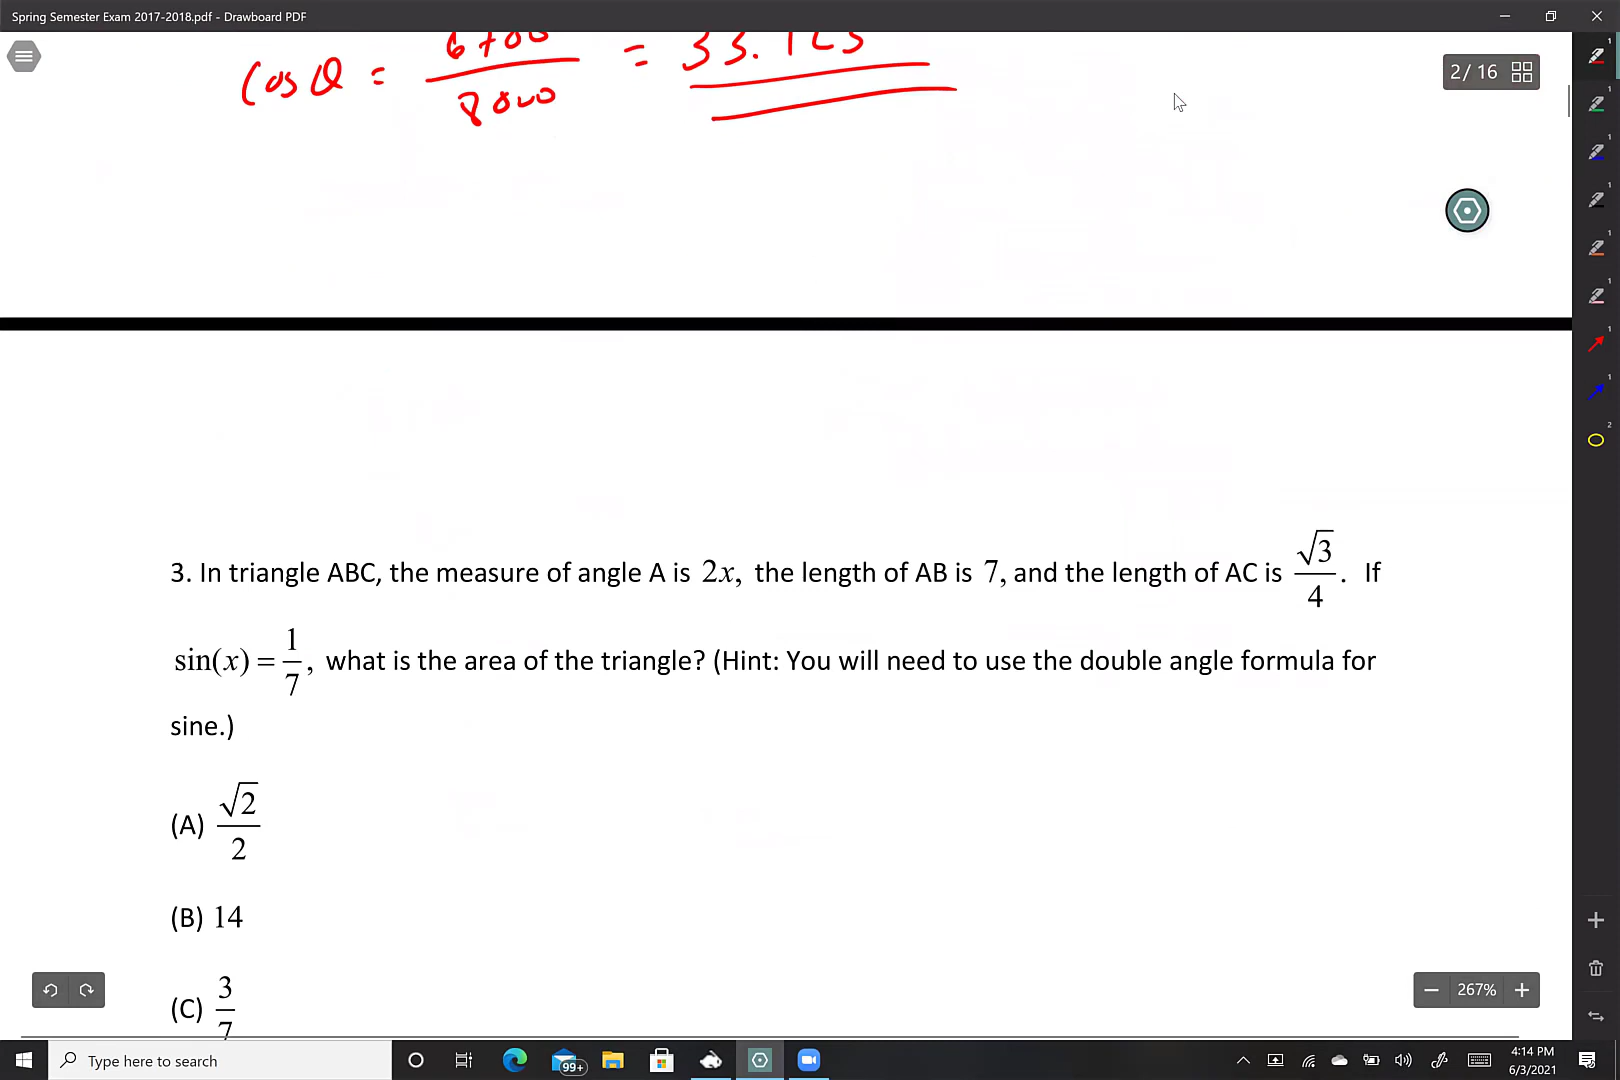 Spring Semester Exam 2017-2018.pdf - Drawboard PDF
cos θ = 6700 / 8000 = 33.125
2 / 16
3. In triangle ABC, the measure of angle A is 2x, the length of AB is 7, and the length of AC is √3/4. If
sin(x) = 1/7, what is the area of the triangle? (Hint: You will need to use the double angle formula for
sine.)
(A) √2/2
(B) 14
(C) 3/7
267%
Type here to search
99+
4:14 PM
6/3/2021